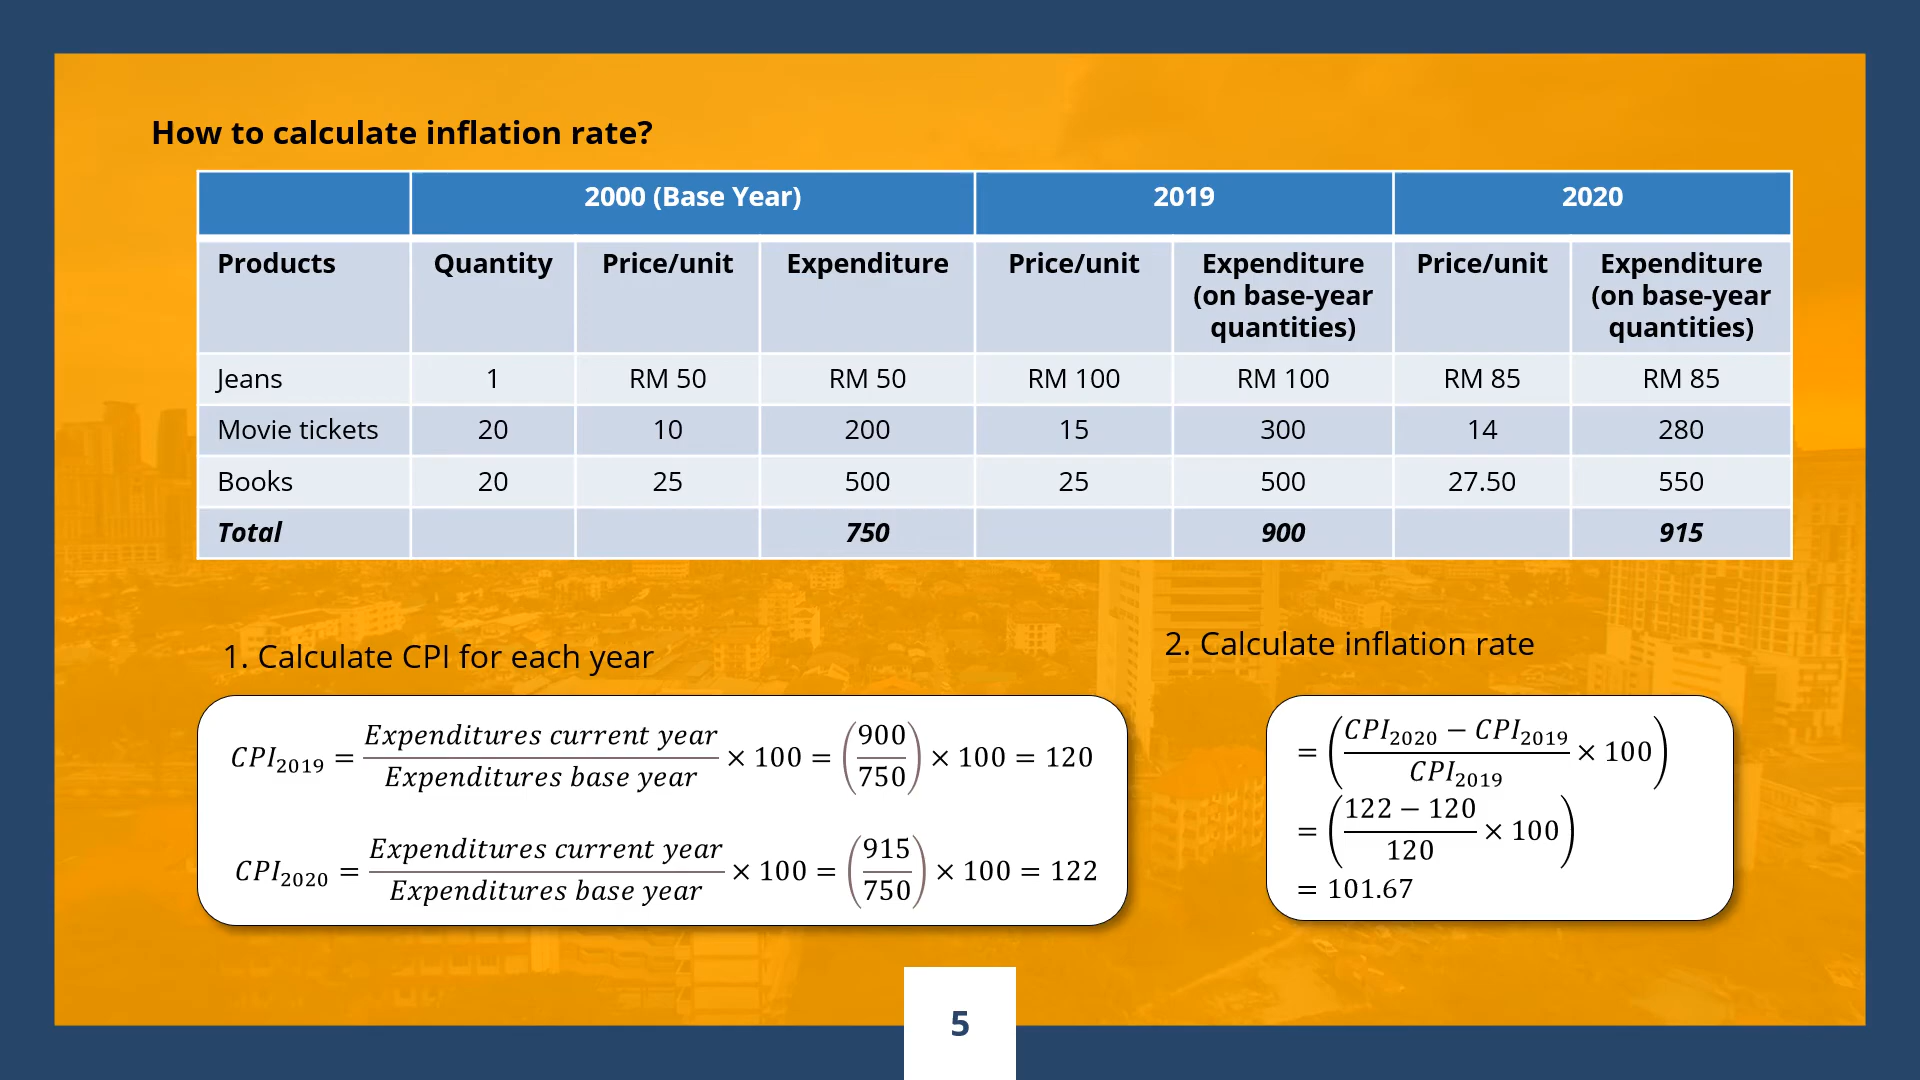 How to calculate inflation rate?
2000 (Base Year) 2019 2020
Products Quantity Price/unit Expenditure Price/unit Expenditure (on base-year quantities) Price/unit Expenditure (on base-year quantities)
Jeans 1 RM 50 RM 50 RM 100 RM 100 RM 85 RM 85
Movie tickets 20 10 200 15 300 14 280
Books 20 25 500 25 500 27.50 550
Total 750 900 915
1. Calculate CPI for each year
CPI₂₀₁₉ = Expenditures current year / Expenditures base year × 100 = (900/750) × 100 = 120
CPI₂₀₂₀ = Expenditures current year / Expenditures base year × 100 = (915/750) × 100 = 122
2. Calculate inflation rate
= (CPI₂₀₂₀ − CPI₂₀₁₉ / CPI₂₀₁₉ × 100)
= (122 − 120 / 120 × 100)
= 101.67
5